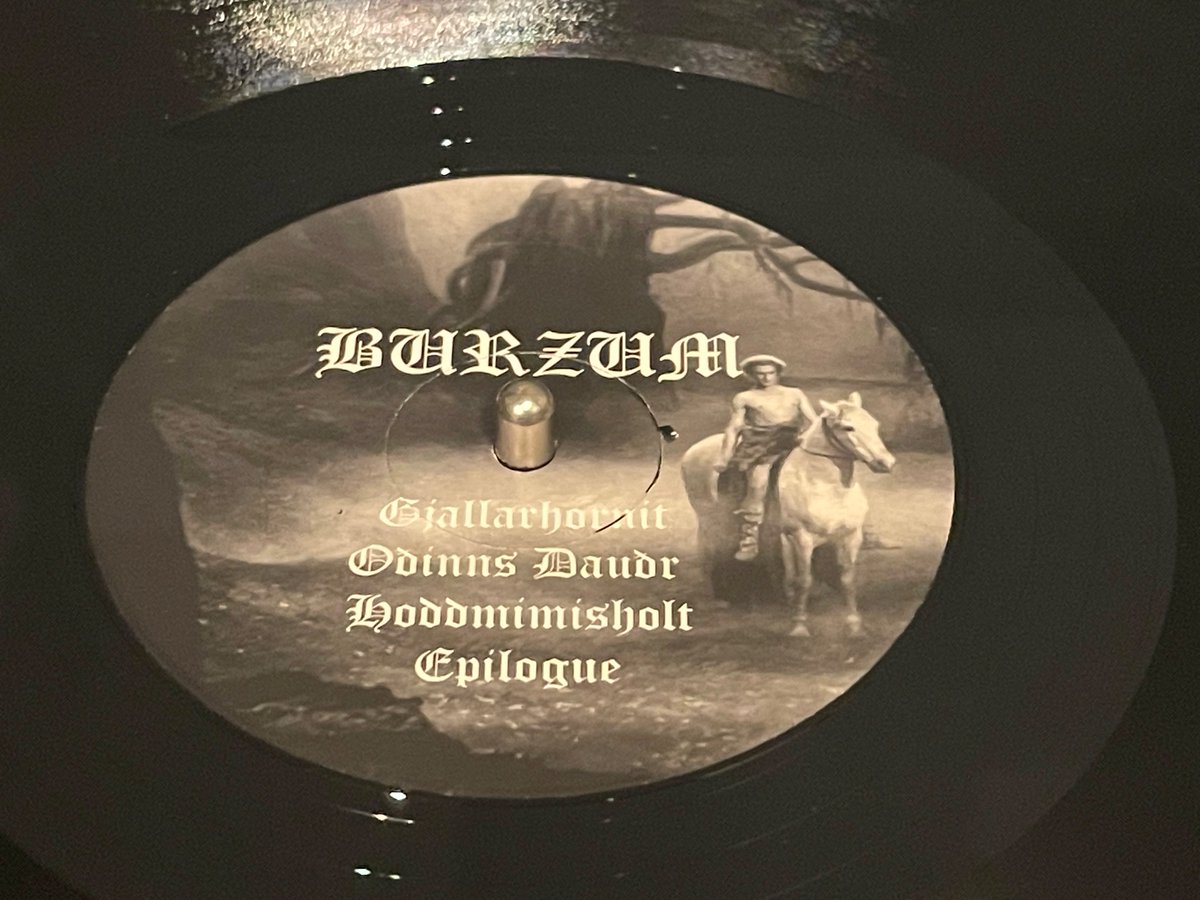 BURZUM
Gjallarhornit
Odinns Daudr
Hoddmimisholt
Epilogue